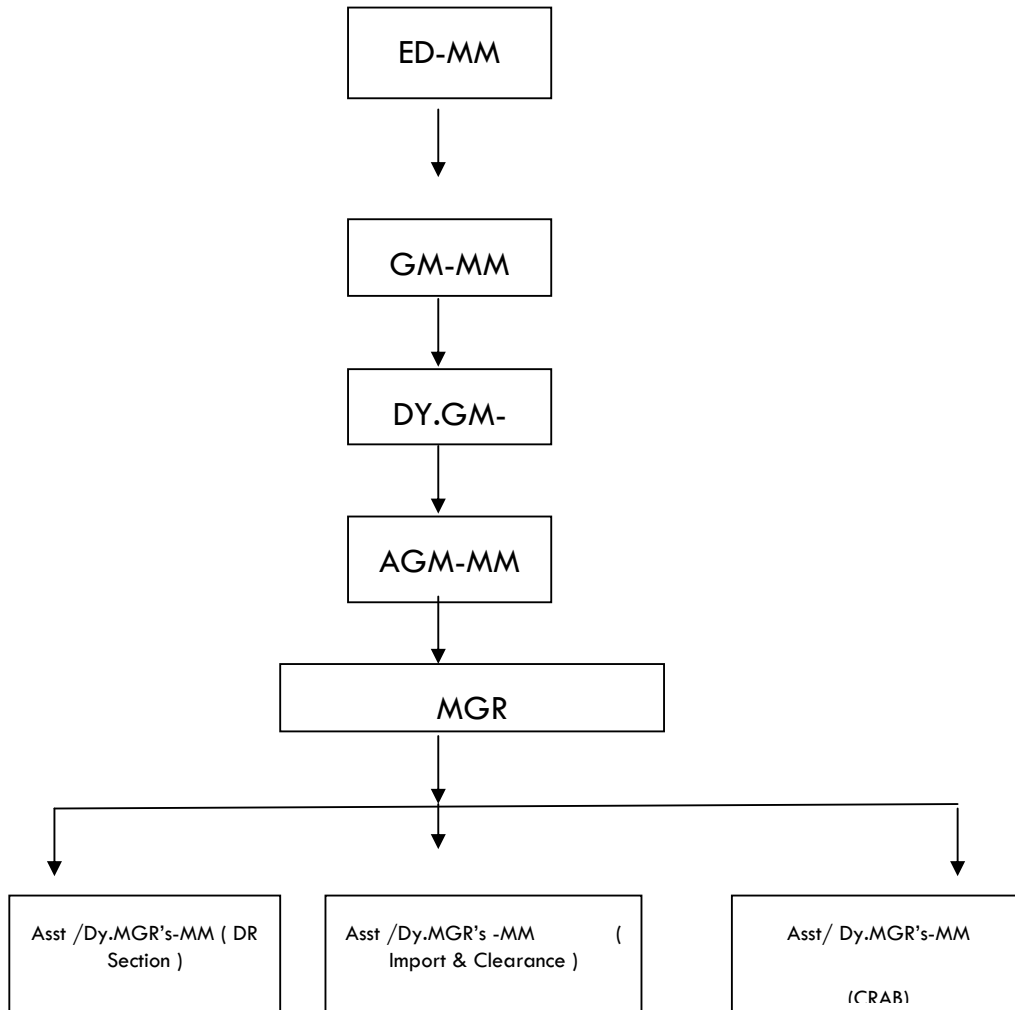 ED-MM
GM-MM
DY.GM-
AGM-MM
MGR
Asst /Dy.MGR's-MM ( DR
Section )
Asst /Dy.MGR's -MM (
Import & Clearance )
Asst/ Dy.MGR's-MM
(CRAB)